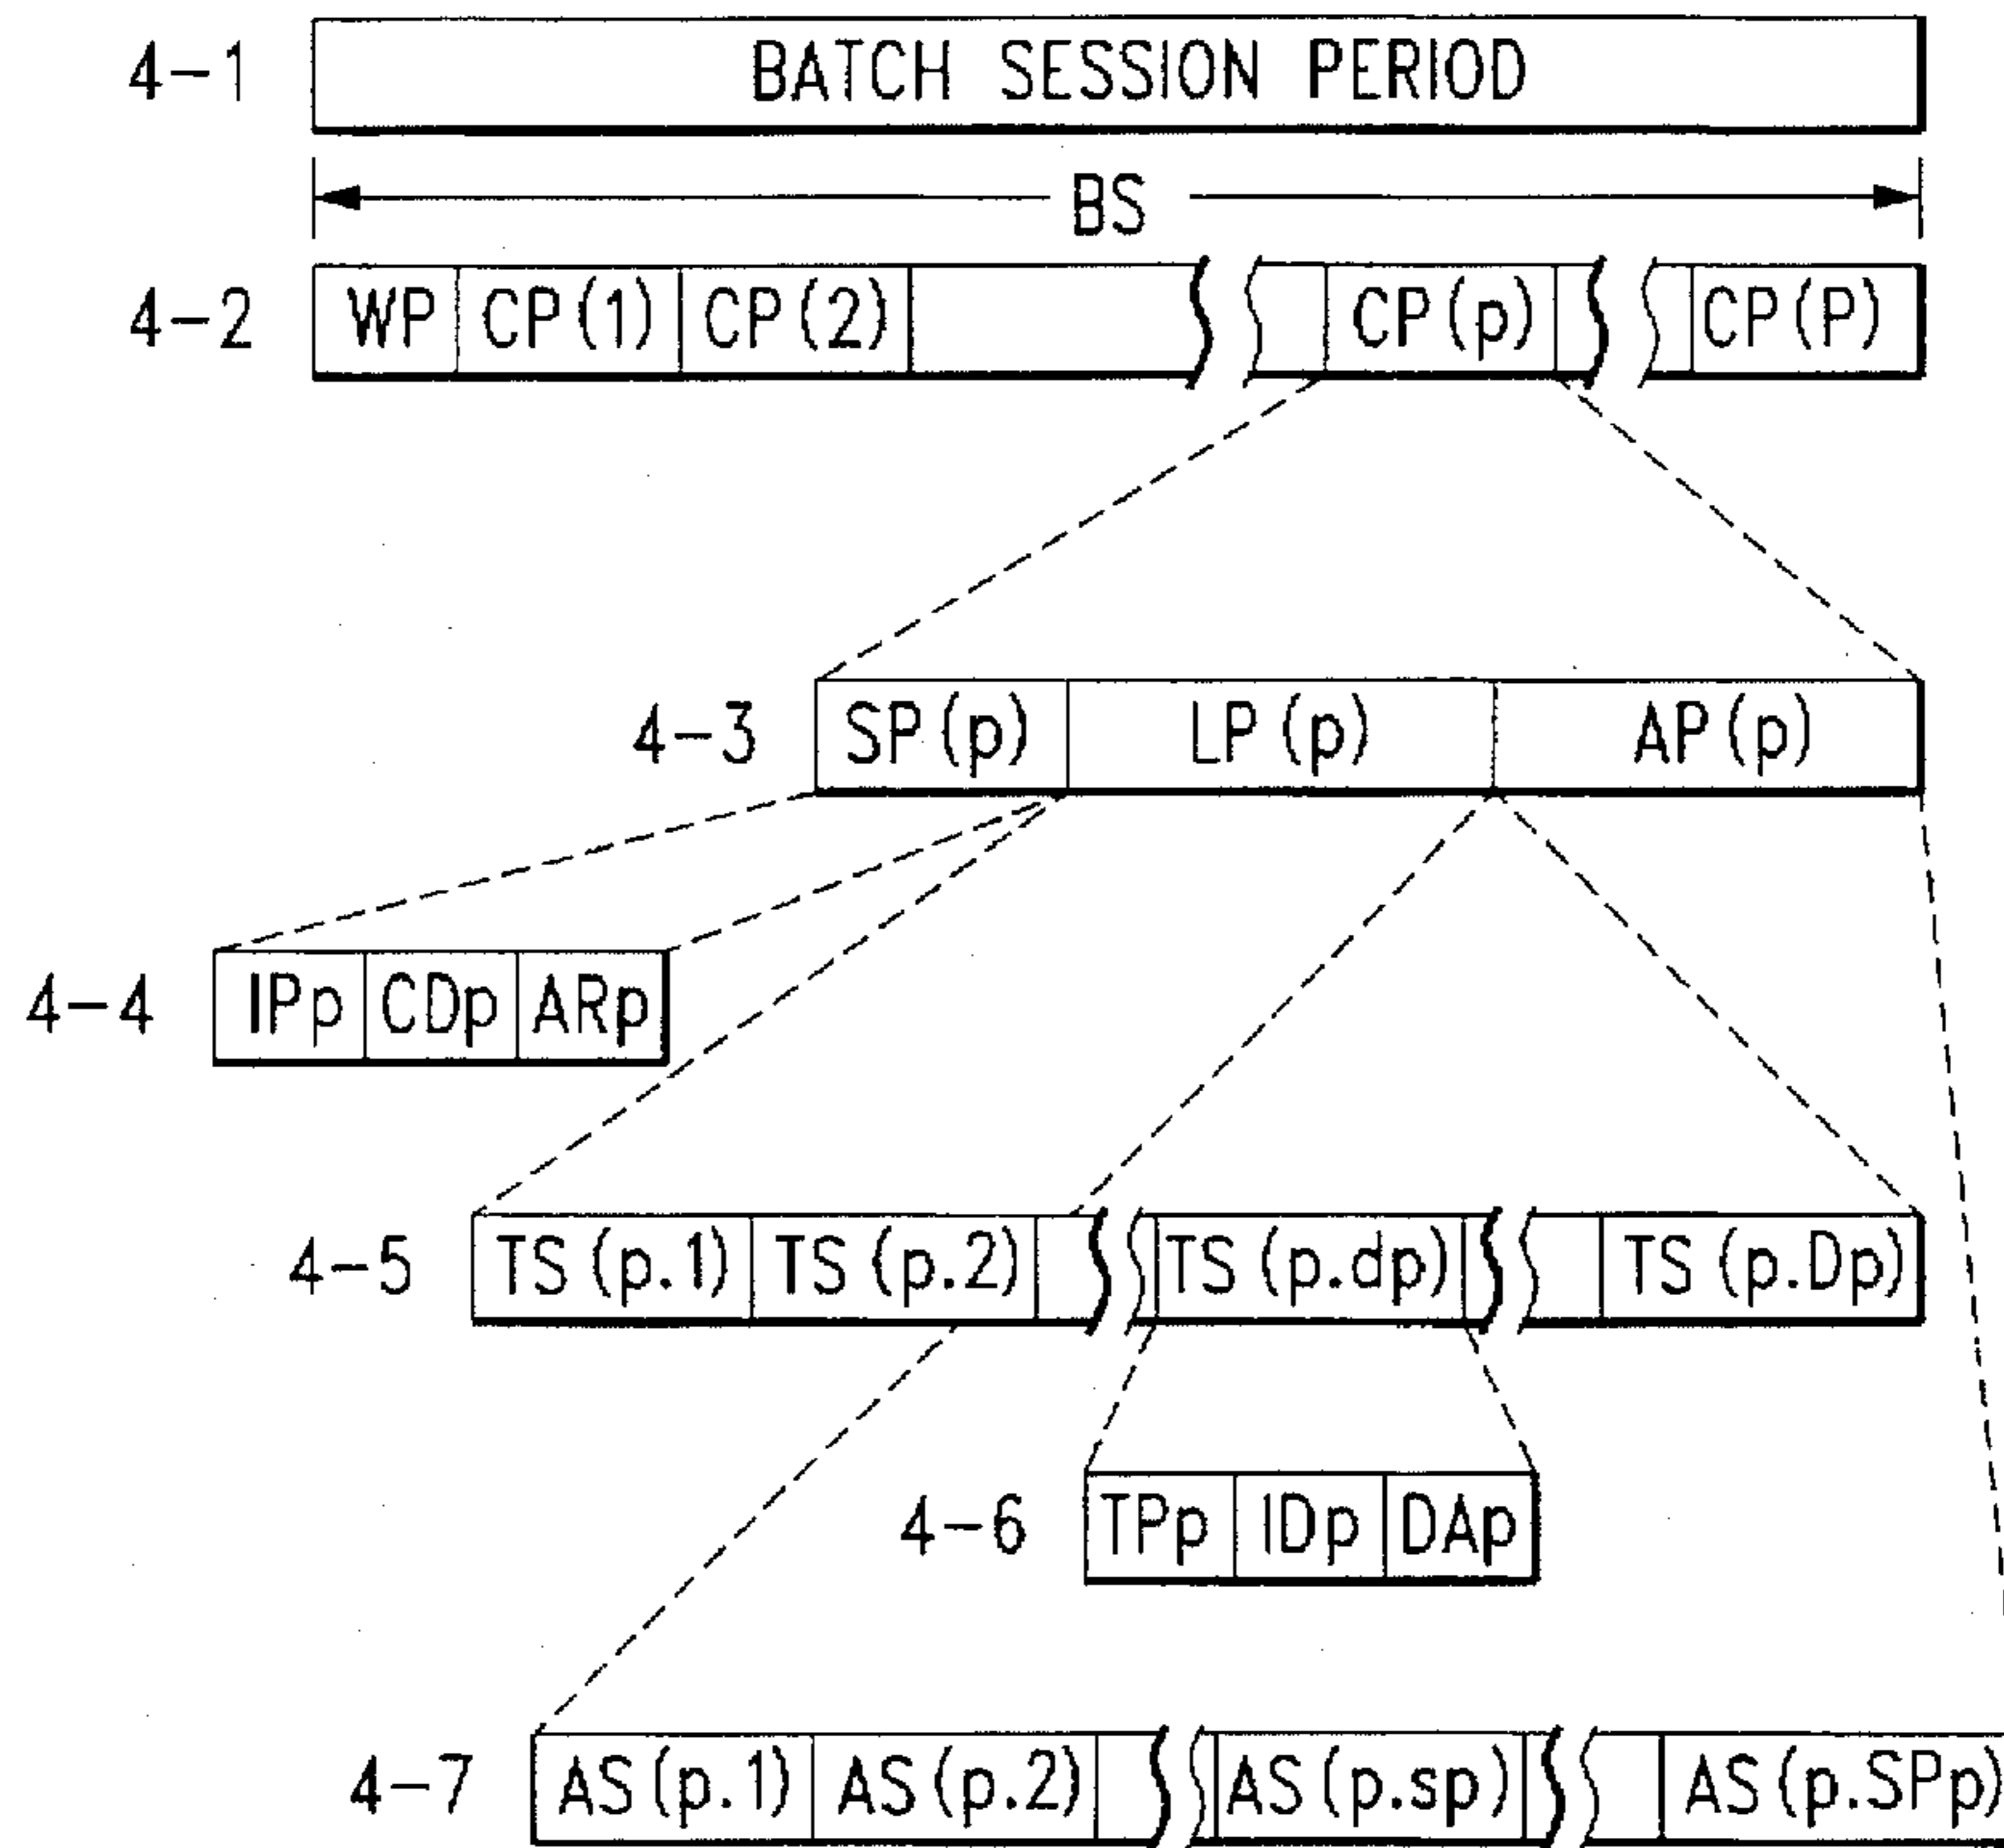 4-1 BATCH SESSION PERIOD
BS
4-2 WP CP(1) CP(2) CP(p) CP(P)
4-3 SP(p) LP(p) AP(p)
4-4 IPp CDp ARp
4-5 TS(p.1) TS(p.2) TS(p.dp) TS(p.Dp)
4-6 TPp IDp DAp
4-7 AS(p.1) AS(p.2) AS(p.sp) AS(p.SPp)